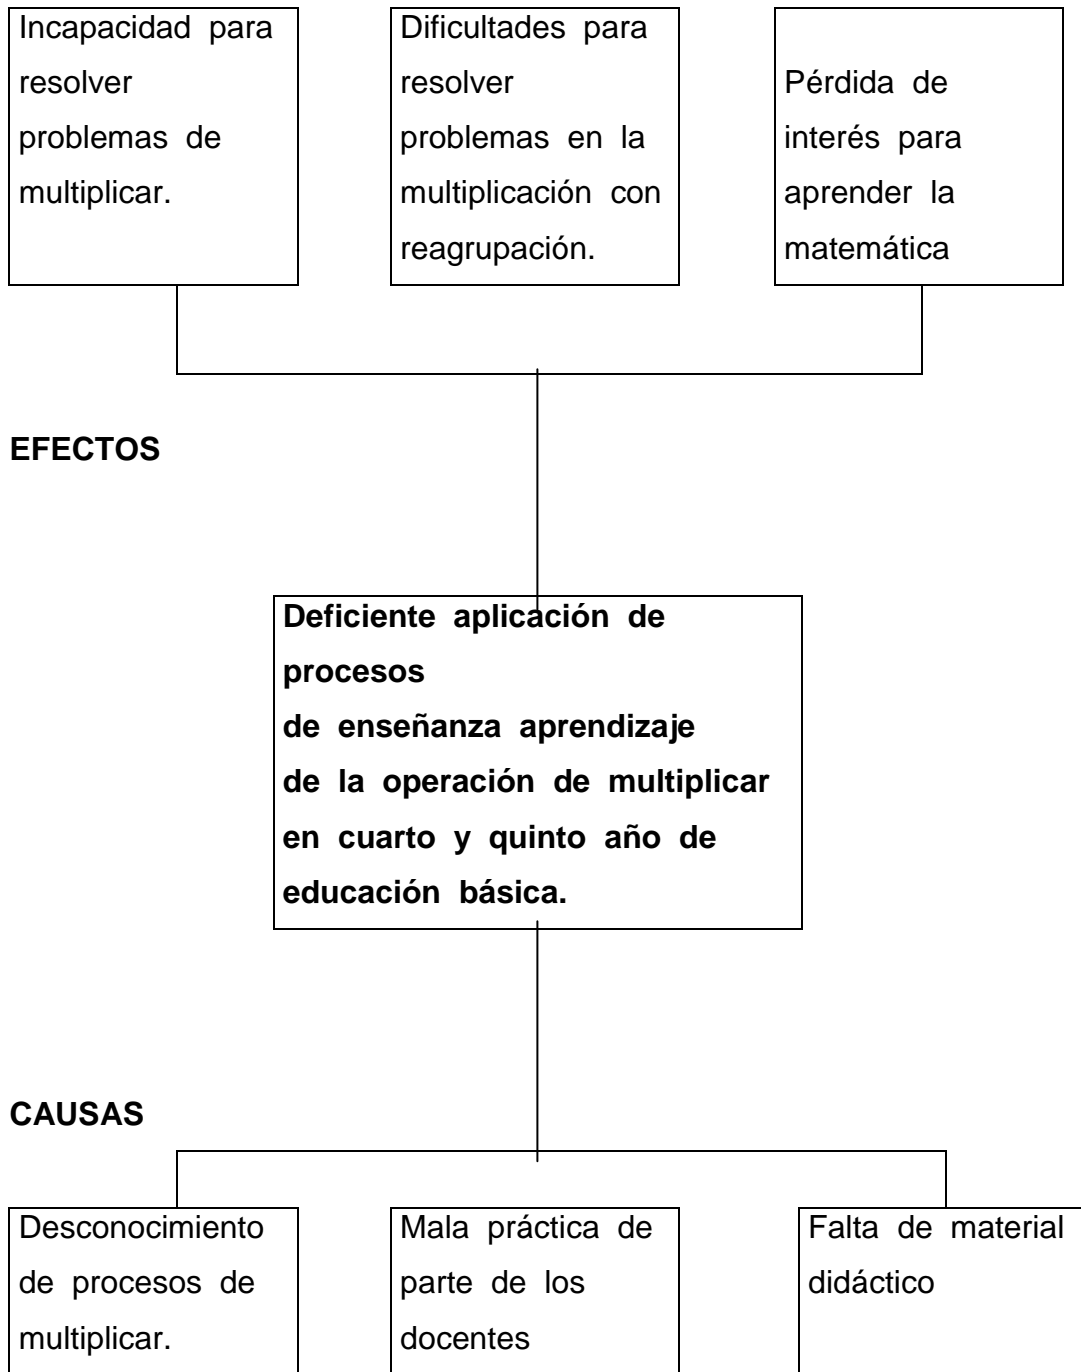 Incapacidad para
resolver
problemas de
multiplicar.
Dificultades para
resolver
problemas en la
multiplicación con
reagrupación.
Pérdida de
interés para
aprender la
matemática
EFECTOS
Deficiente aplicación de
procesos
de enseñanza aprendizaje
de la operación de multiplicar
en cuarto y quinto año de
educación básica.
CAUSAS
Desconocimiento
de procesos de
multiplicar.
Mala práctica de
parte de los
docentes
Falta de material
didáctico